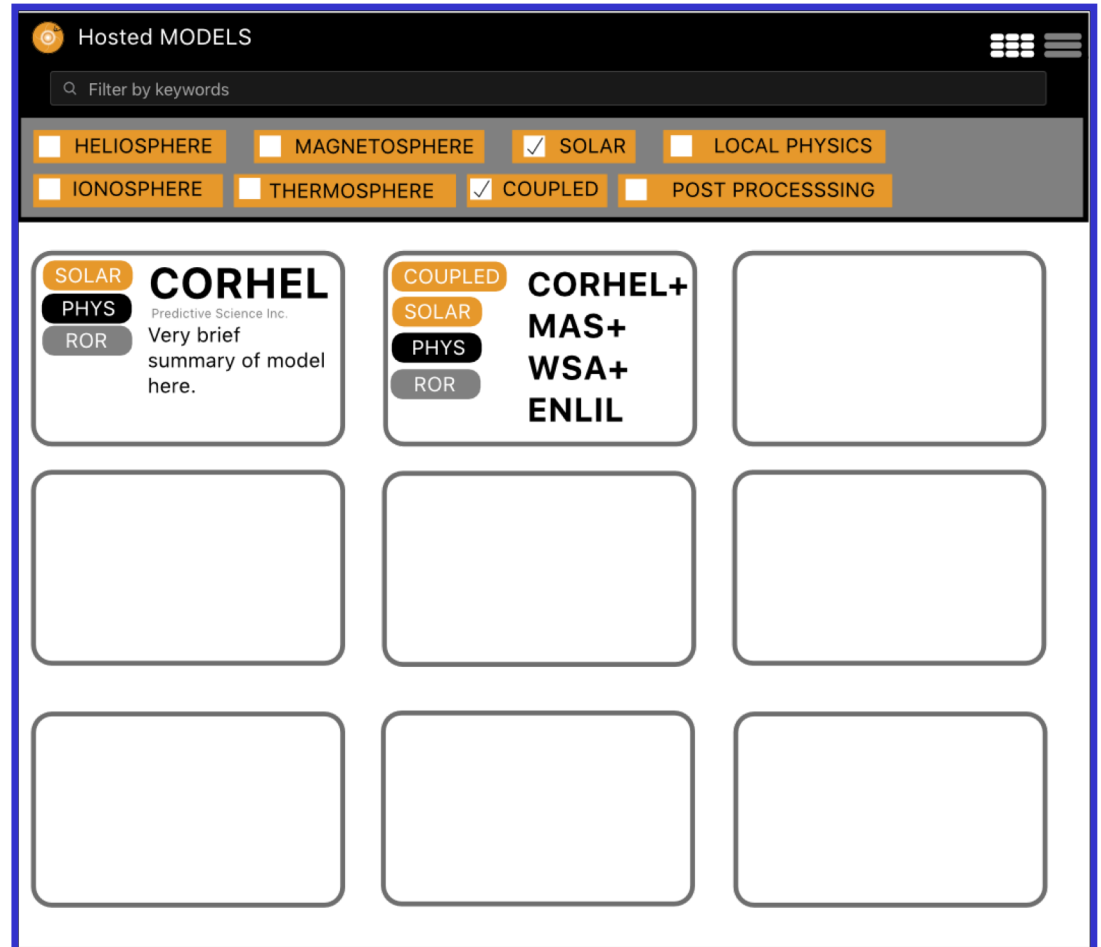 Hosted MODELS
Filter by keywords
HELIOSPHERE
MAGNETOSPHERE
SOLAR
LOCAL PHYSICS
IONOSPHERE
THERMOSPHERE
COUPLED
POST PROCESSSING
SOLAR
PHYS
ROR
CORHEL
Predictive Science Inc.
Very brief
summary of model
here.
COUPLED
SOLAR
PHYS
ROR
CORHEL+
MAS+
WSA+
ENLIL